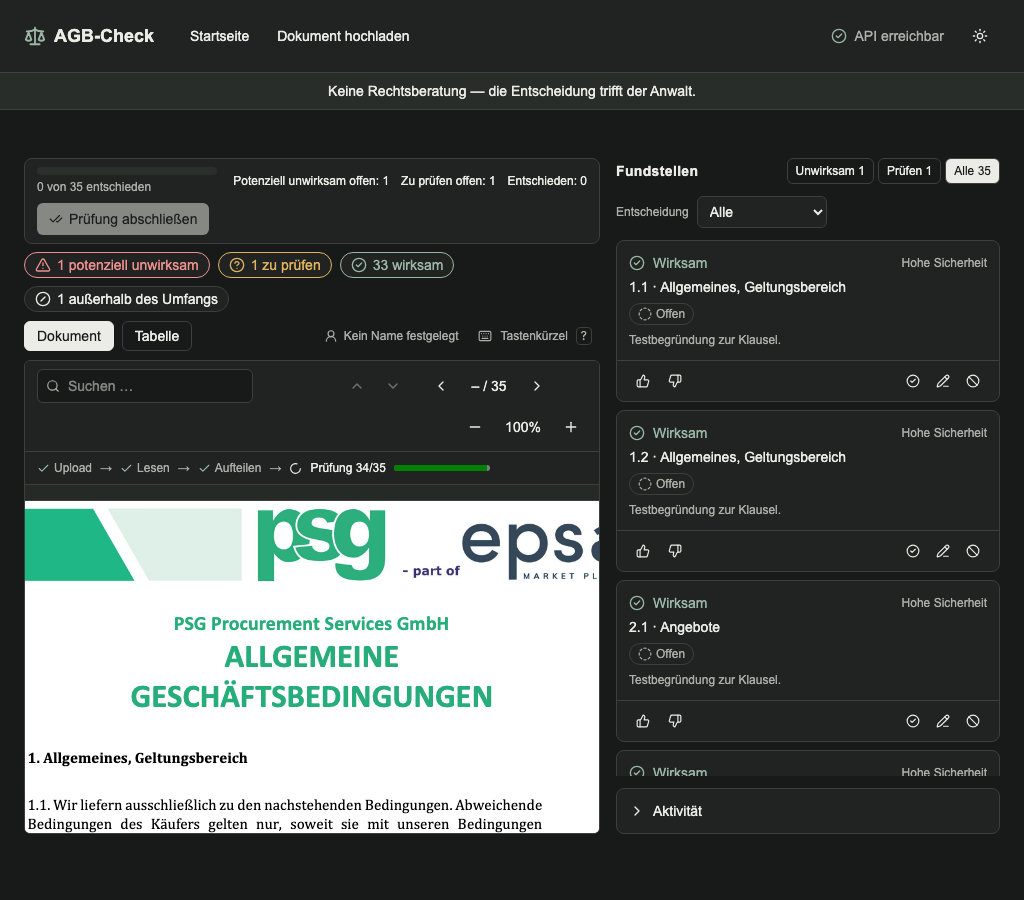 AGB-Check
Startseite
Dokument hochladen
API erreichbar
Keine Rechtsberatung — die Entscheidung trifft der Anwalt.
0 von 35 entschieden
Potenziell unwirksam offen: 1
Zu prüfen offen: 1
Entschieden: 0
Prüfung abschließen
1 potenziell unwirksam
1 zu prüfen
33 wirksam
1 außerhalb des Umfangs
Dokument
Tabelle
Kein Name festgelegt
Tastenkürzel ?
Suchen …
– / 35
100%
Upload → Lesen → Aufteilen → Prüfung 34/35
psg
- part of
epsa
MARKET PL
PSG Procurement Services GmbH
ALLGEMEINE
GESCHÄFTSBEDINGUNGEN
1. Allgemeines, Geltungsbereich
1.1. Wir liefern ausschließlich zu den nachstehenden Bedingungen. Abweichende
Bedingungen des Käufers gelten nur, soweit sie mit unseren Bedingungen
Fundstellen
Unwirksam 1
Prüfen 1
Alle 35
Entscheidung
Alle
Wirksam
Hohe Sicherheit
1.1 · Allgemeines, Geltungsbereich
Offen
Testbegründung zur Klausel.
Wirksam
Hohe Sicherheit
1.2 · Allgemeines, Geltungsbereich
Offen
Testbegründung zur Klausel.
Wirksam
Hohe Sicherheit
2.1 · Angebote
Offen
Testbegründung zur Klausel.
Wirksam
Hohe Sicherheit
Aktivität